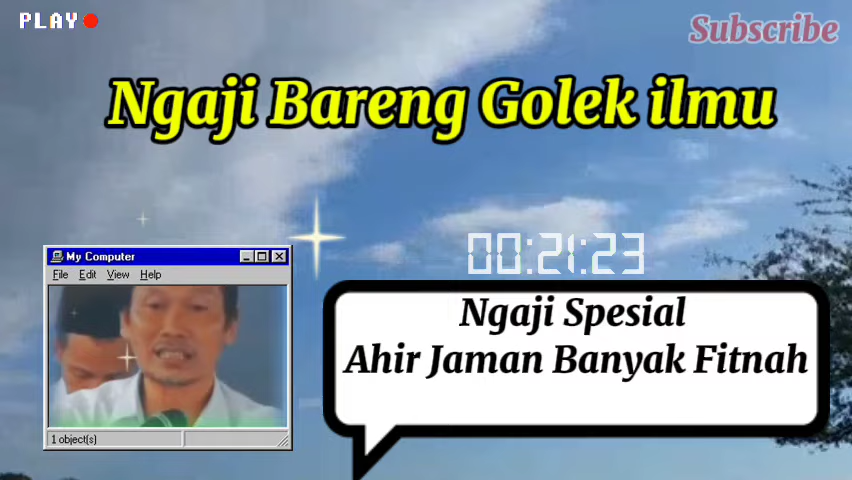 PLAY
Subscribe
Ngaji Bareng Golek ilmu
00:21:23
My Computer
File Edit View Help
Ngaji Spesial
Ahir Jaman Banyak Fitnah
1 object(s)